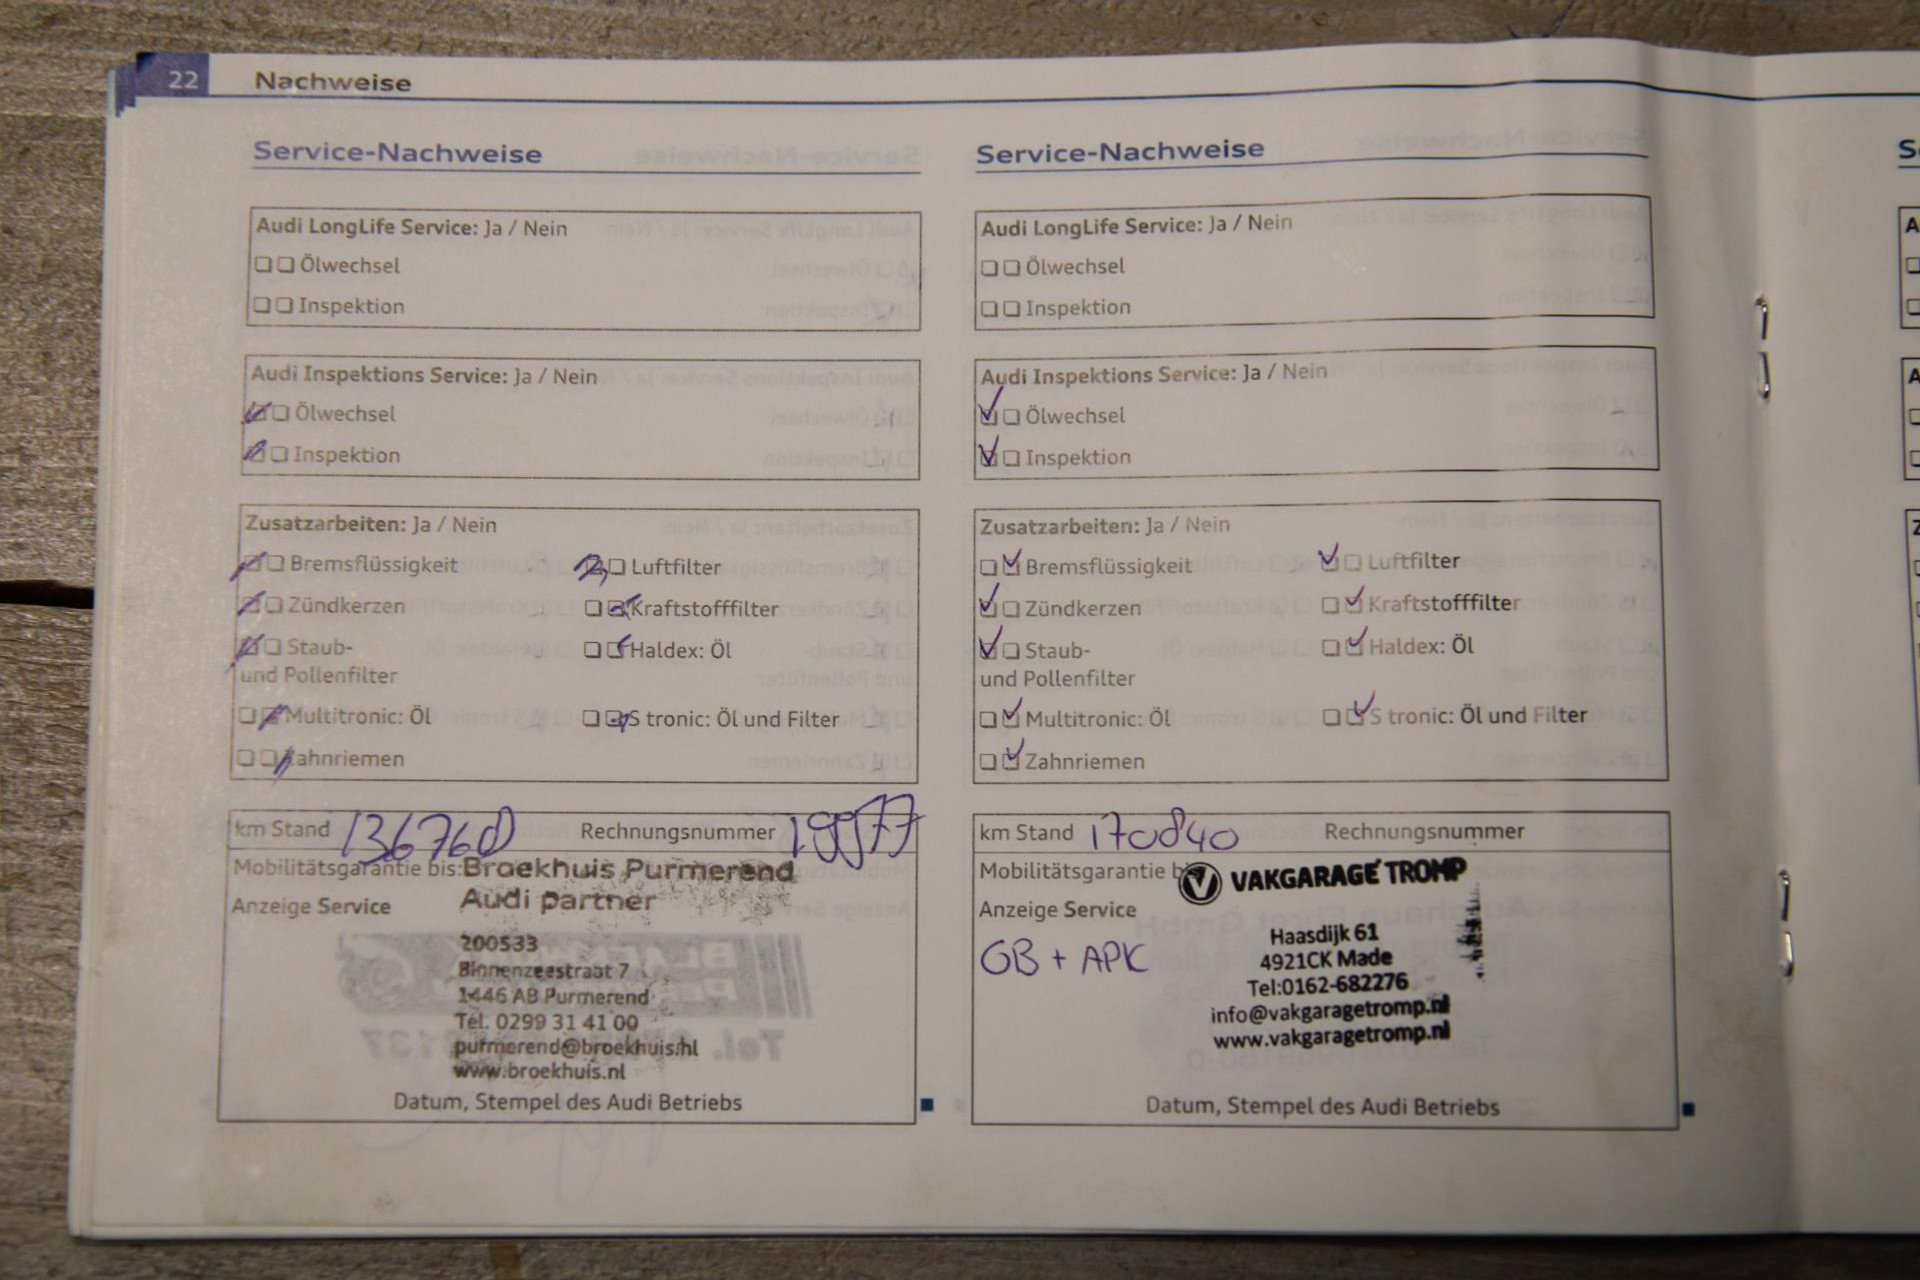 22 Nachweise
Service-Nachweise
Audi LongLife Service: Ja / Nein
Ölwechsel
Inspektion
Audi Inspektions Service: Ja / Nein
Ölwechsel
Inspektion
Zusatzarbeiten: Ja / Nein
Bremsflüssigkeit Luftfilter
Zündkerzen Kraftstofffilter
Staub- Haldex: Öl
und Pollenfilter
Multitronic: Öl S tronic: Öl und Filter
Zahnriemen
km Stand 136760 Rechnungsnummer
Mobilitätsgarantie bis: Broekhuis Purmerend
Anzeige Service Audi partner
200533
Binnenzeestraat 7
1446 AB Purmerend
Tel: 0299 31 41 00
purmerend@broekhuis.nl
www.broekhuis.nl
Datum, Stempel des Audi Betriebs
Service-Nachweise
Audi LongLife Service: Ja / Nein
Ölwechsel
Inspektion
Audi Inspektions Service: Ja / Nein
Ölwechsel
Inspektion
Zusatzarbeiten: Ja / Nein
Bremsflüssigkeit Luftfilter
Zündkerzen Kraftstofffilter
Staub- Haldex: Öl
und Pollenfilter
Multitronic: Öl S tronic: Öl und Filter
Zahnriemen
km Stand 170840 Rechnungsnummer
Mobilitätsgarantie VAKGARAGE TROMP
Anzeige Service
GB + APK
Haasdijk 61
4921CK Made
Tel:0162-682276
info@vakgaragetromp.nl
www.vakgaragetromp.nl
Datum, Stempel des Audi Betriebs